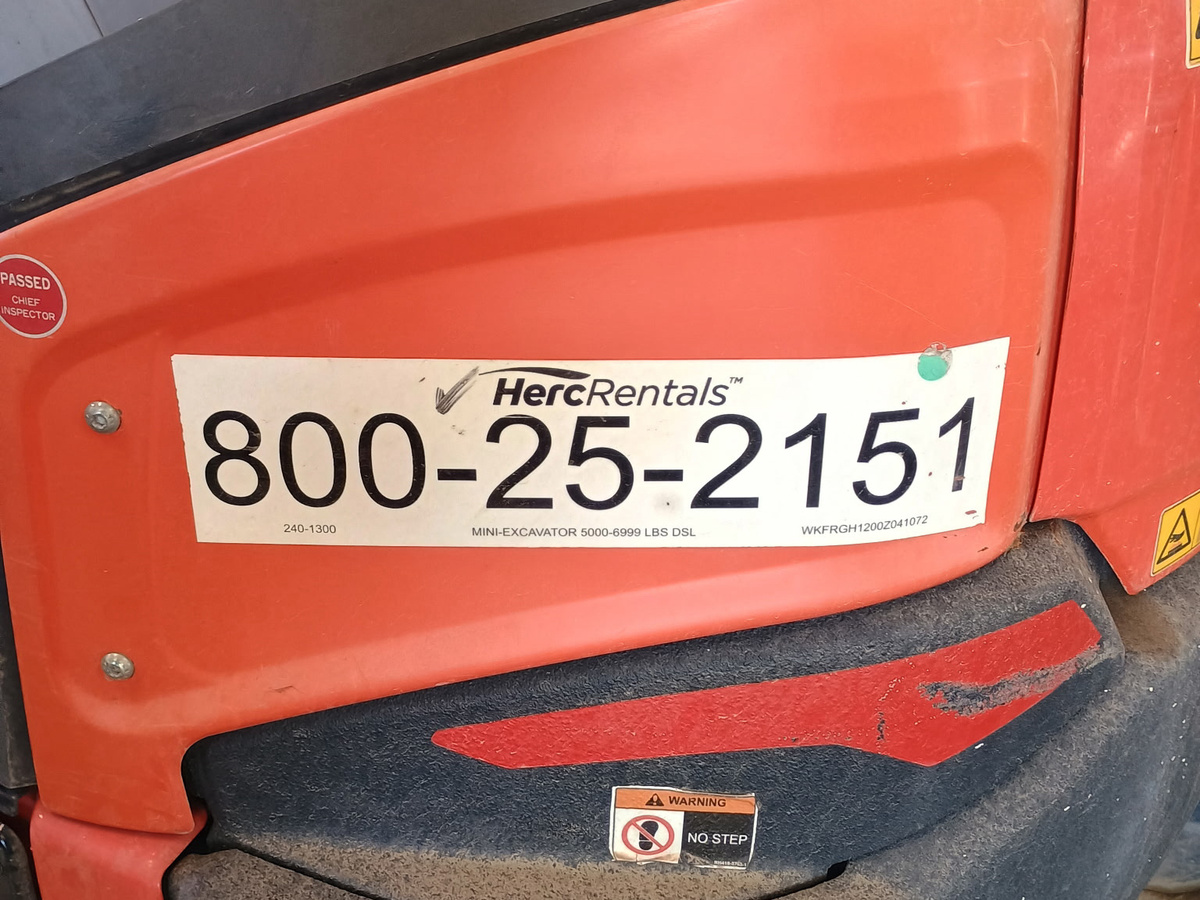 PASSED
CHIEF
INSPECTOR
HercRentals™
800-25-2151
240-1300
MINI-EXCAVATOR 5000-6999 LBS DSL
WKFRGH1200Z041072
WARNING
NO STEP